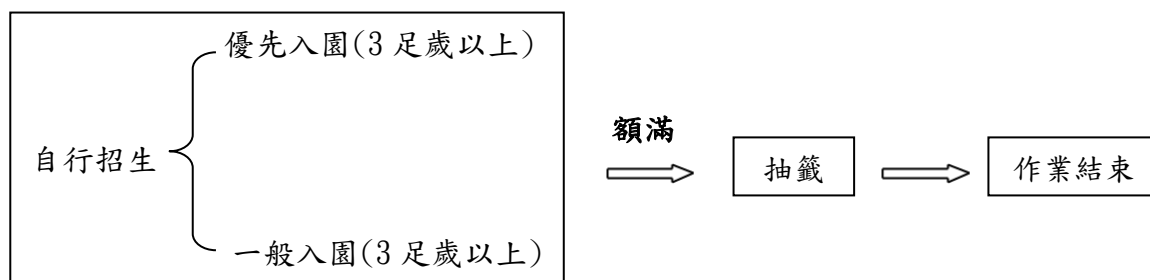 優先入園(3 足歲以上)
自行招生
一般入園(3 足歲以上)
額滿
抽籤
作業結束